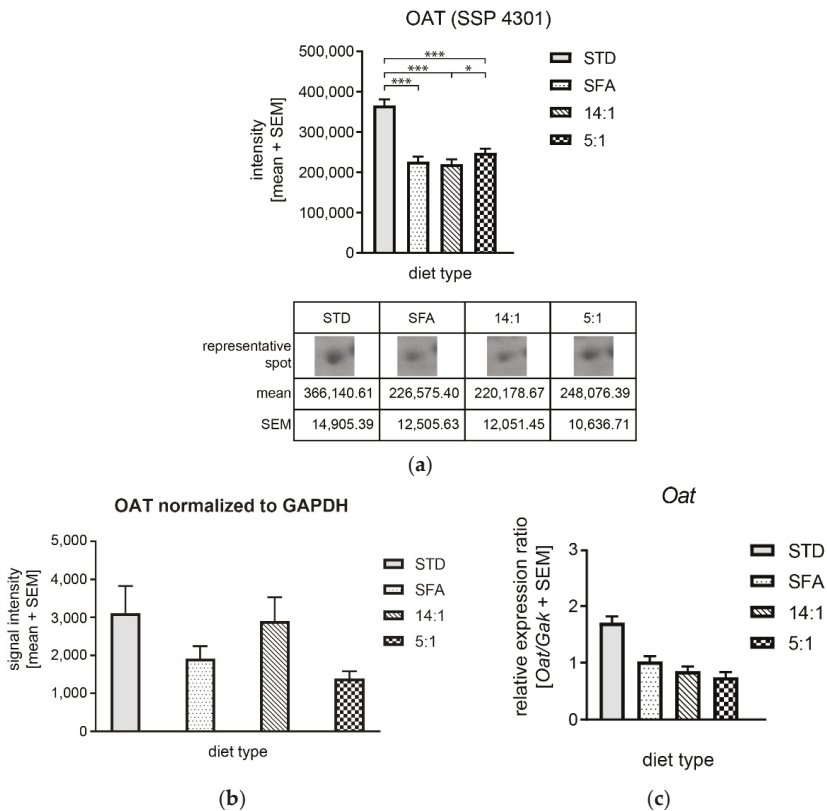 OAT (SSP 4301)
500,000
400,000
300,000
200,000
100,000
0
intensity
[mean + SEM]
***
***
*
***
diet type
STD
SFA
14:1
5:1
STD SFA 14:1 5:1
representative
spot
mean 366,140.61 226,575.40 220,178.67 248,076.39
SEM 14,905.39 12,505.63 12,051.45 10,636.71
(a)
OAT normalized to GAPDH
5,000
4,000
3,000
2,000
1,000
0
signal intensity
[mean + SEM]
diet type
STD
SFA
14:1
5:1
(b)
Oat
3
2
1
0
relative expression ratio
[Oat/Gak + SEM]
diet type
STD
SFA
14:1
5:1
(c)